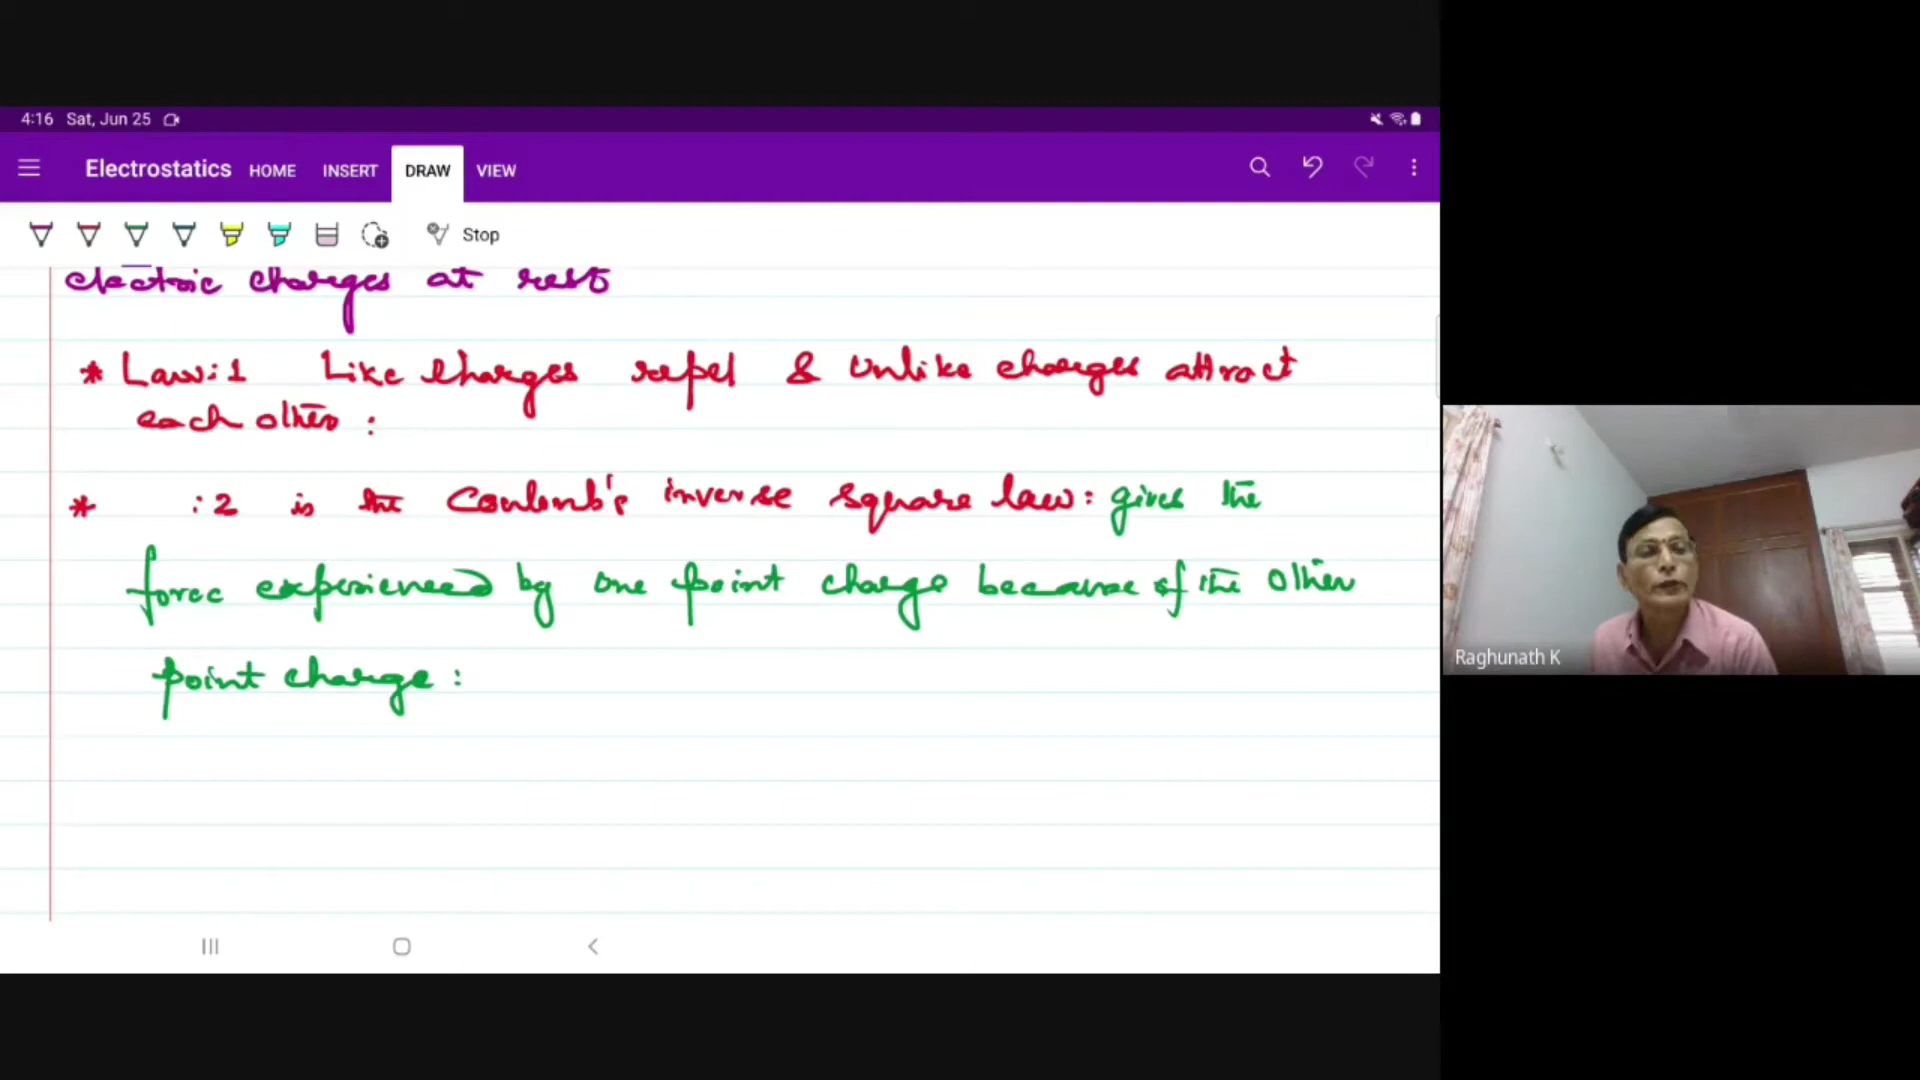 4:16 Sat, Jun 25
Electrostatics HOME INSERT DRAW VIEW
Stop
electric charges at rest
* Law:1 Like charges repel & Unlike charges attract
each other :
* :2 is the Coulomb's inverse square law: gives the
force experienced by one point charge because of the other
point charge :
Raghunath K